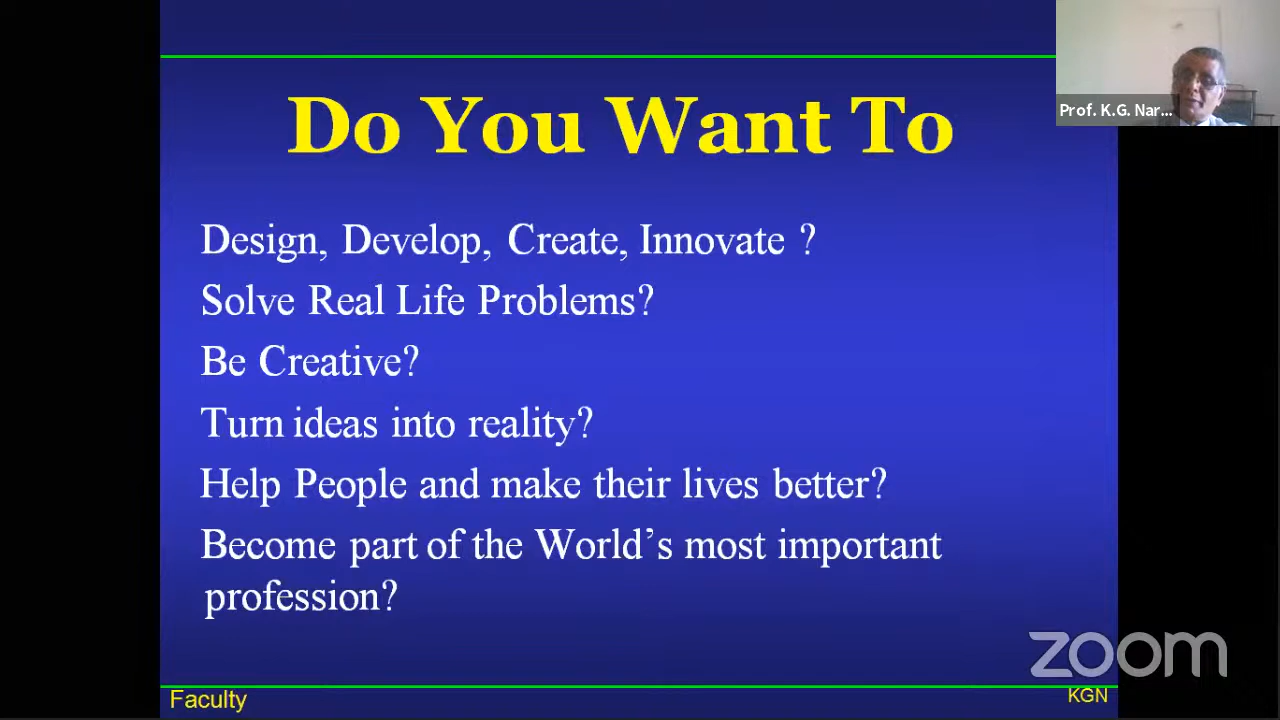 Do You Want To
Prof. K.G. Nar...
Design, Develop, Create, Innovate ?
Solve Real Life Problems?
Be Creative?
Turn ideas into reality?
Help People and make their lives better?
Become part of the World’s most important
profession?
zoom
Faculty
KGN